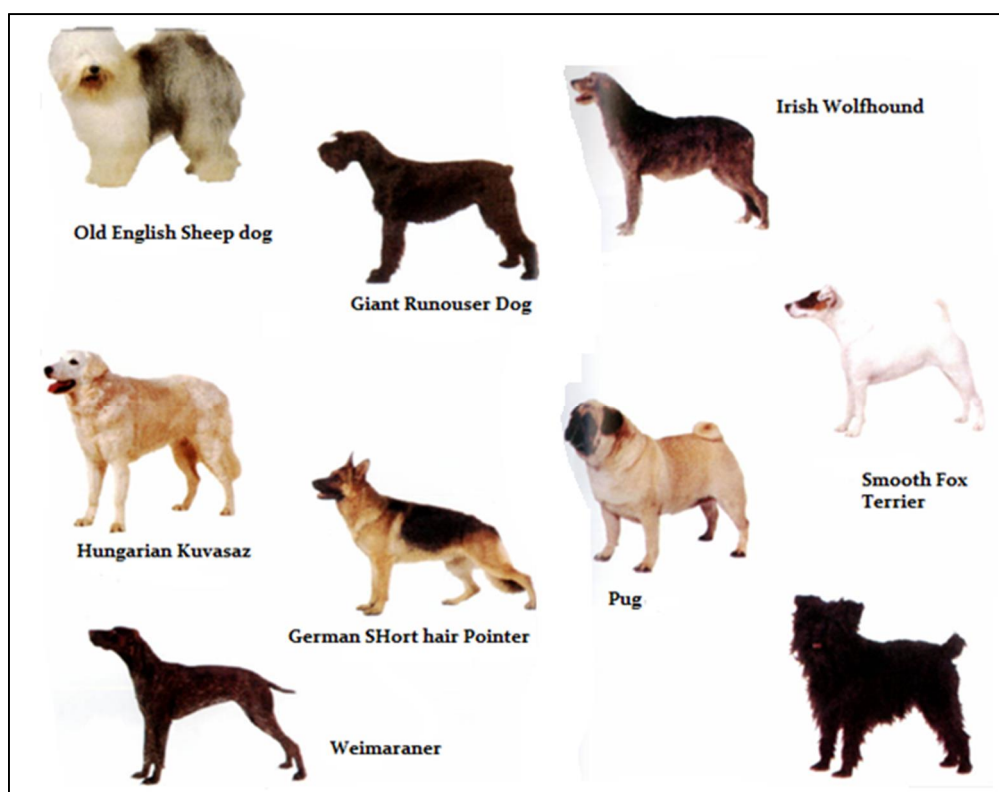 Irish Wolfhound
Old English Sheep dog
Giant Runouser Dog
Smooth Fox
Terrier
Hungarian Kuvasaz
Pug
German SHort hair Pointer
Weimaraner